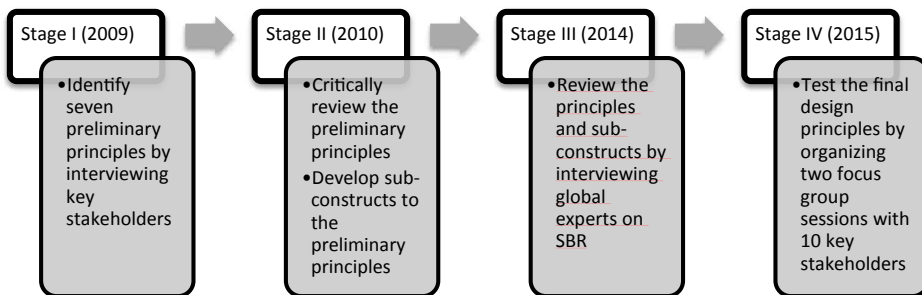 Stage I (2009)
•Identify
seven
preliminary
principles by
interviewing
key
stakeholders
Stage II (2010)
•Critically
review the
preliminary
principles
•Develop sub-
constructs to
the
preliminary
principles
Stage III (2014)
•Review the
principles
and sub-
constructs by
interviewing
global
experts on
SBR
Stage IV (2015)
•Test the final
design
principles by
organizing
two focus
group
sessions with
10 key
stakeholders